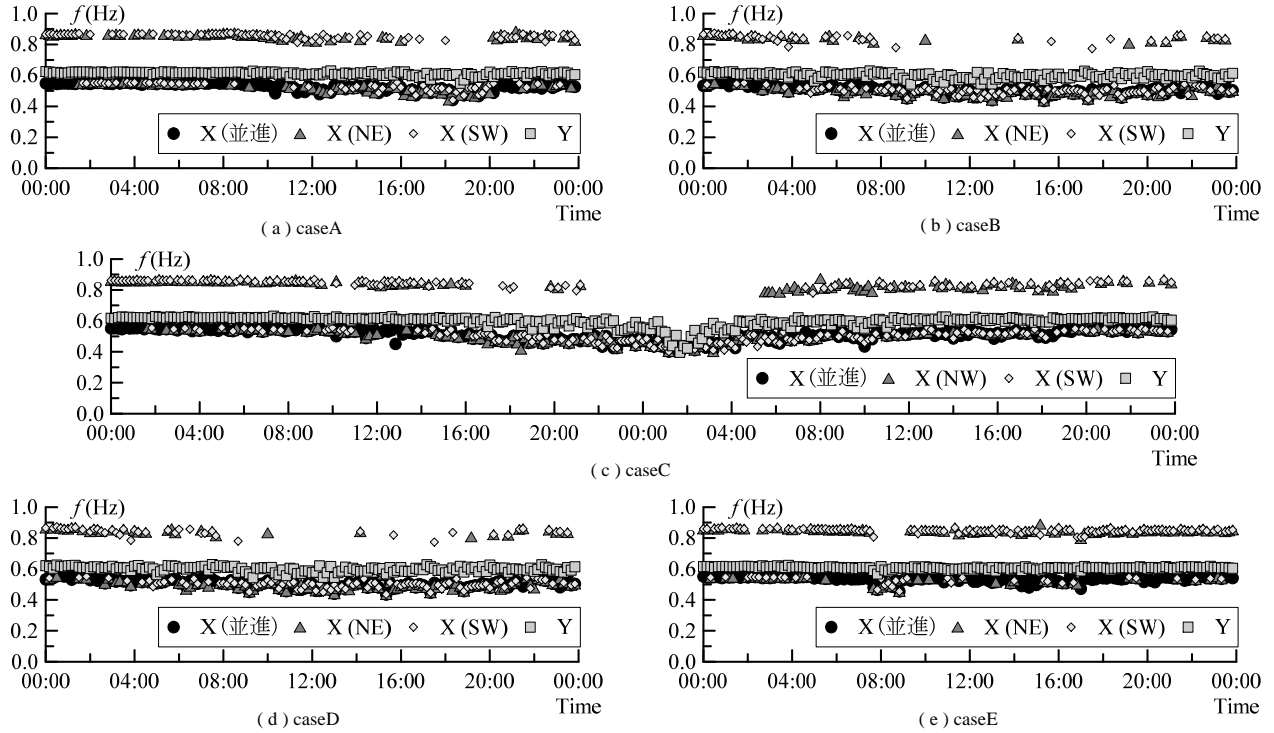 f(Hz)
1.0
0.8
0.6
0.4
0.2
0.0
X (並進) X (NE) X (SW) Y
00:00 04:00 08:00 12:00 16:00 20:00 00:00
Time
( a ) caseA
f(Hz)
1.0
0.8
0.6
0.4
0.2
0.0
X (並進) X (NE) X (SW) Y
00:00 04:00 08:00 12:00 16:00 20:00 00:00
Time
( b ) caseB
f(Hz)
1.0
0.8
0.6
0.4
0.2
0.0
X (並進) X (NW) X (SW) Y
00:00 04:00 08:00 12:00 16:00 20:00 00:00 04:00 08:00 12:00 16:00 20:00 00:00
Time
( c ) caseC
f(Hz)
1.0
0.8
0.6
0.4
0.2
0.0
X (並進) X (NE) X (SW) Y
00:00 04:00 08:00 12:00 16:00 20:00 00:00
Time
( d ) caseD
f(Hz)
1.0
0.8
0.6
0.4
0.2
0.0
X (並進) X (NE) X (SW) Y
00:00 04:00 08:00 12:00 16:00 20:00 00:00
Time
( e ) caseE